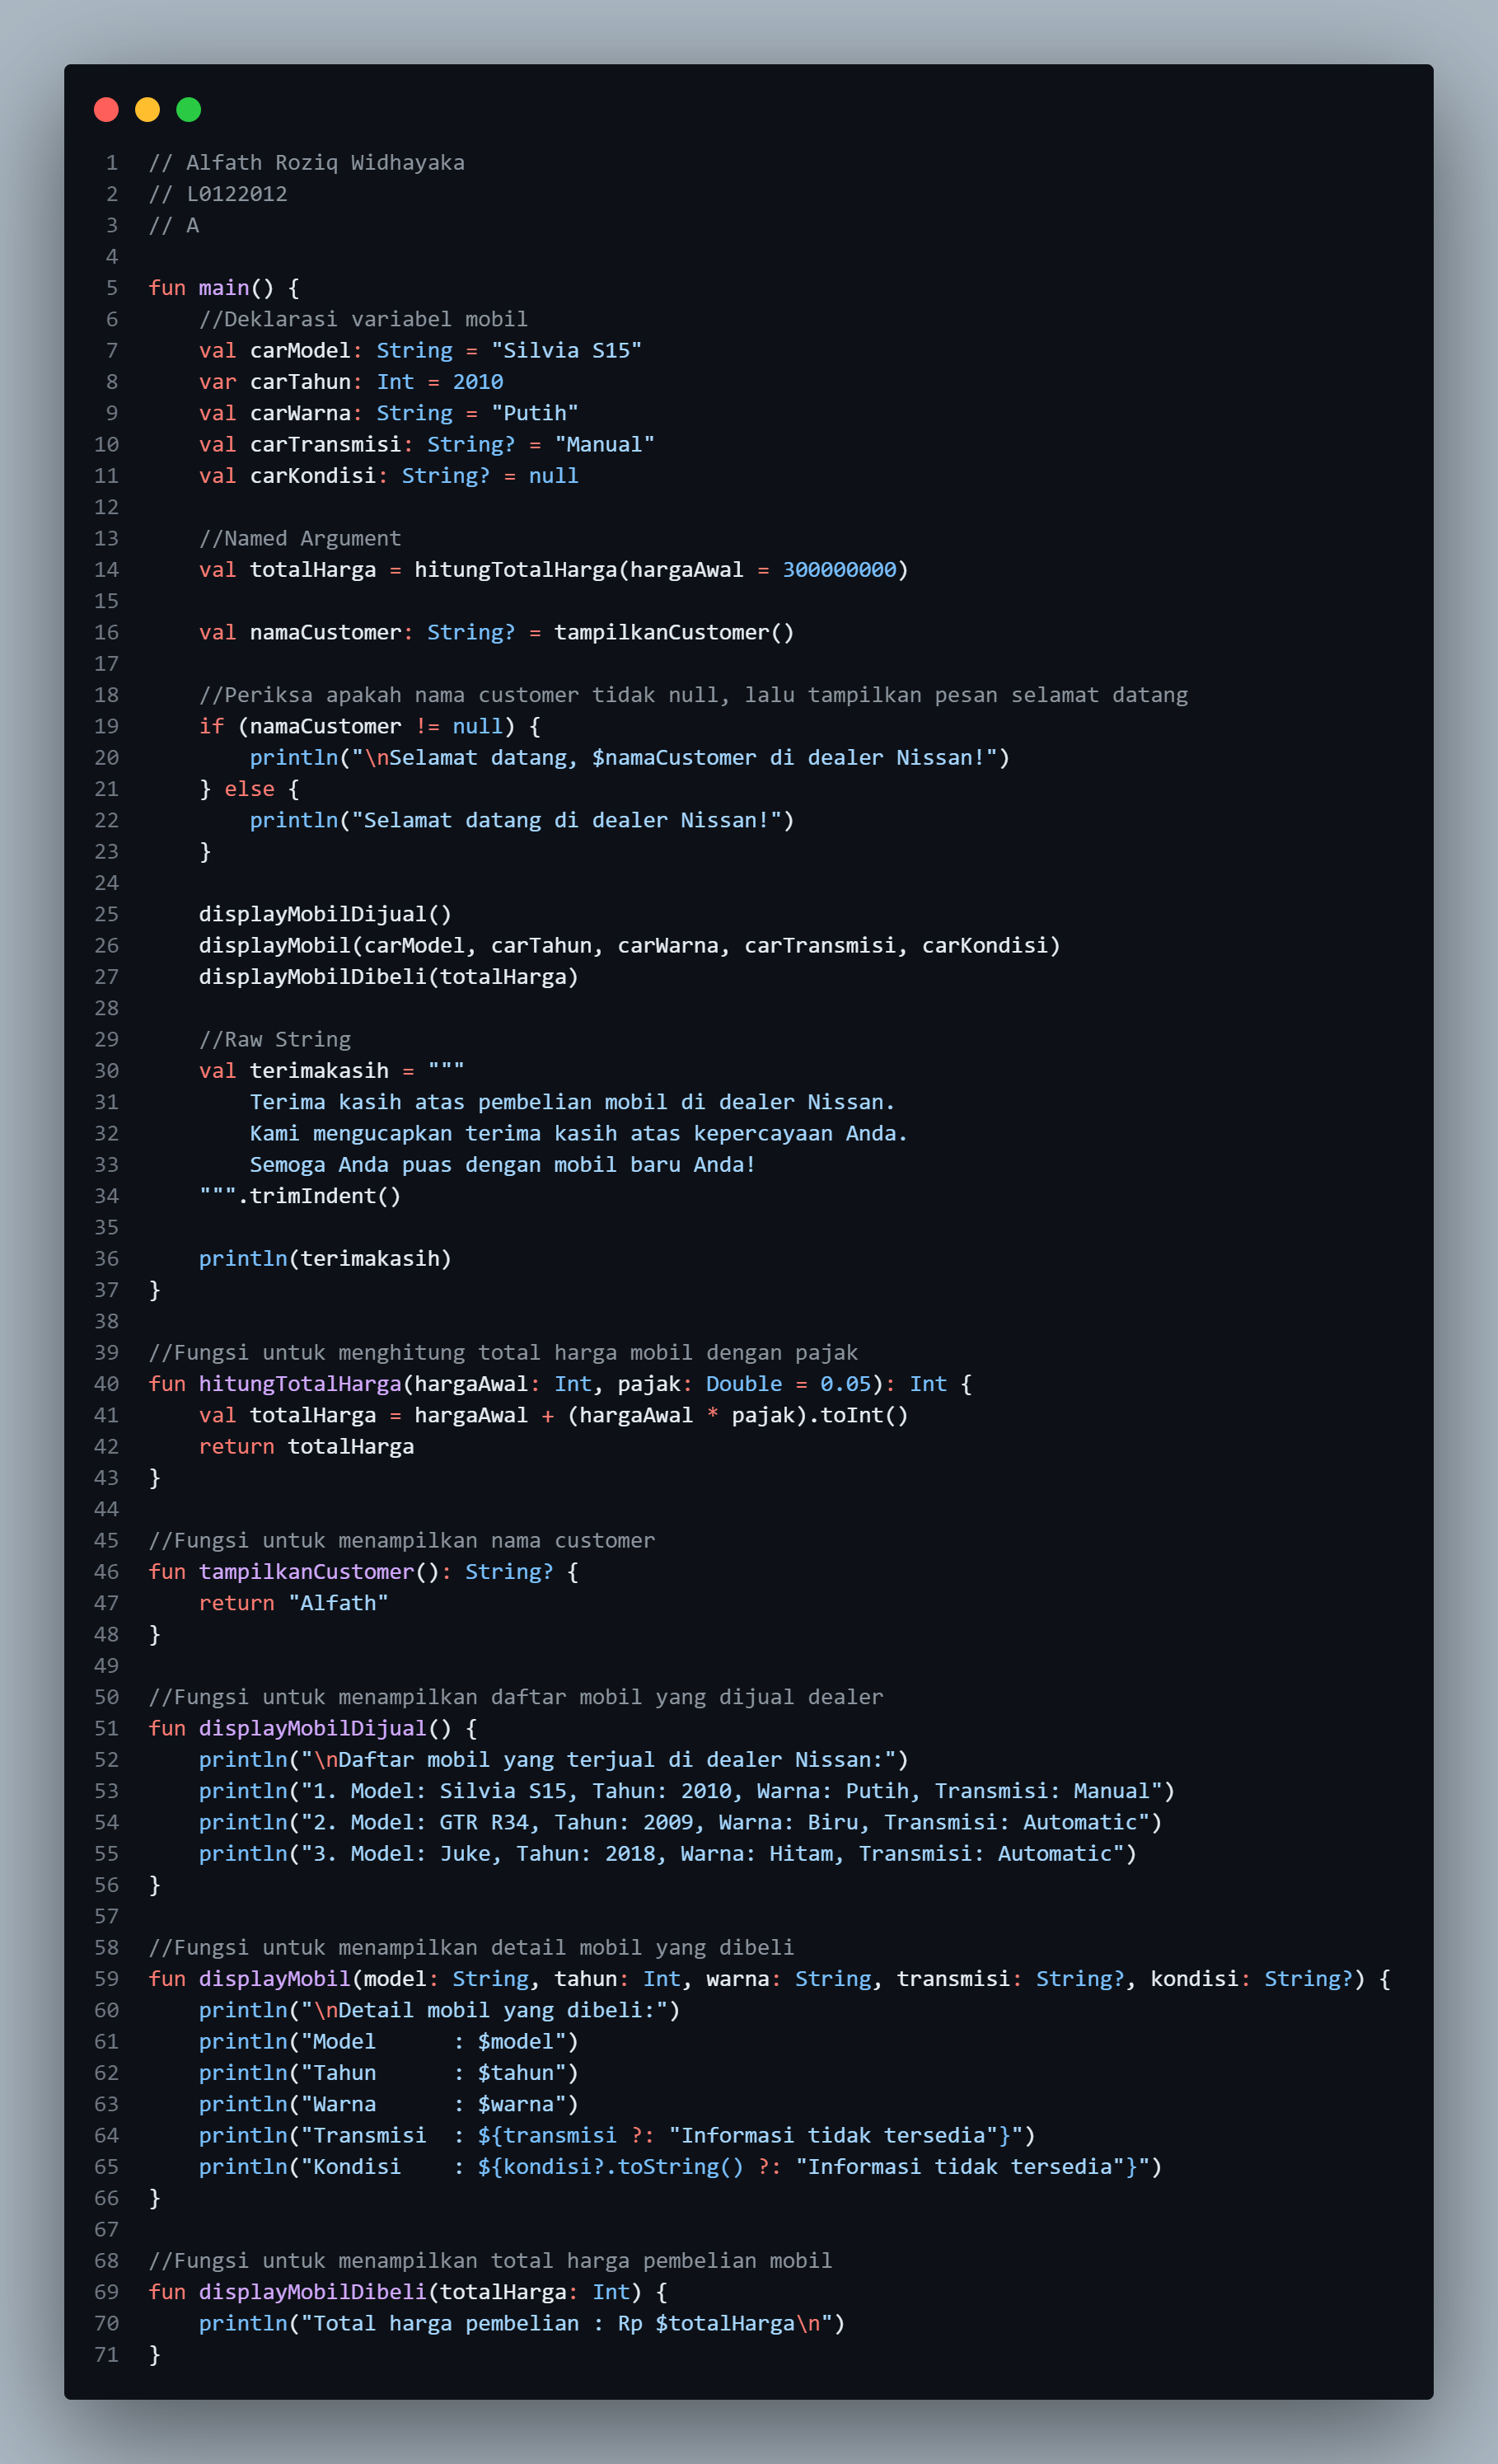 1 // Alfath Roziq Widhayaka
2 // L0122012
3 // A
4
5 fun main() {
6     //Deklarasi variabel mobil
7     val carModel: String = "Silvia S15"
8     var carTahun: Int = 2010
9     val carWarna: String = "Putih"
10     val carTransmisi: String? = "Manual"
11     val carKondisi: String? = null
12
13     //Named Argument
14     val totalHarga = hitungTotalHarga(hargaAwal = 300000000)
15
16     val namaCustomer: String? = tampilkanCustomer()
17
18     //Periksa apakah nama customer tidak null, lalu tampilkan pesan selamat datang
19     if (namaCustomer != null) {
20         println("\nSelamat datang, $namaCustomer di dealer Nissan!")
21     } else {
22         println("Selamat datang di dealer Nissan!")
23     }
24
25     displayMobilDijual()
26     displayMobil(carModel, carTahun, carWarna, carTransmisi, carKondisi)
27     displayMobilDibeli(totalHarga)
28
29     //Raw String
30     val terimakasih = """
31         Terima kasih atas pembelian mobil di dealer Nissan.
32         Kami mengucapkan terima kasih atas kepercayaan Anda.
33         Semoga Anda puas dengan mobil baru Anda!
34     """.trimIndent()
35
36     println(terimakasih)
37 }
38
39 //Fungsi untuk menghitung total harga mobil dengan pajak
40 fun hitungTotalHarga(hargaAwal: Int, pajak: Double = 0.05): Int {
41     val totalHarga = hargaAwal + (hargaAwal * pajak).toInt()
42     return totalHarga
43 }
44
45 //Fungsi untuk menampilkan nama customer
46 fun tampilkanCustomer(): String? {
47     return "Alfath"
48 }
49
50 //Fungsi untuk menampilkan daftar mobil yang dijual dealer
51 fun displayMobilDijual() {
52     println("\nDaftar mobil yang terjual di dealer Nissan:")
53     println("1. Model: Silvia S15, Tahun: 2010, Warna: Putih, Transmisi: Manual")
54     println("2. Model: GTR R34, Tahun: 2009, Warna: Biru, Transmisi: Automatic")
55     println("3. Model: Juke, Tahun: 2018, Warna: Hitam, Transmisi: Automatic")
56 }
57
58 //Fungsi untuk menampilkan detail mobil yang dibeli
59 fun displayMobil(model: String, tahun: Int, warna: String, transmisi: String?, kondisi: String?) {
60     println("\nDetail mobil yang dibeli:")
61     println("Model      : $model")
62     println("Tahun      : $tahun")
63     println("Warna      : $warna")
64     println("Transmisi  : ${transmisi ?: "Informasi tidak tersedia"}")
65     println("Kondisi    : ${kondisi?.toString() ?: "Informasi tidak tersedia"}")
66 }
67
68 //Fungsi untuk menampilkan total harga pembelian mobil
69 fun displayMobilDibeli(totalHarga: Int) {
70     println("Total harga pembelian : Rp $totalHarga\n")
71 }